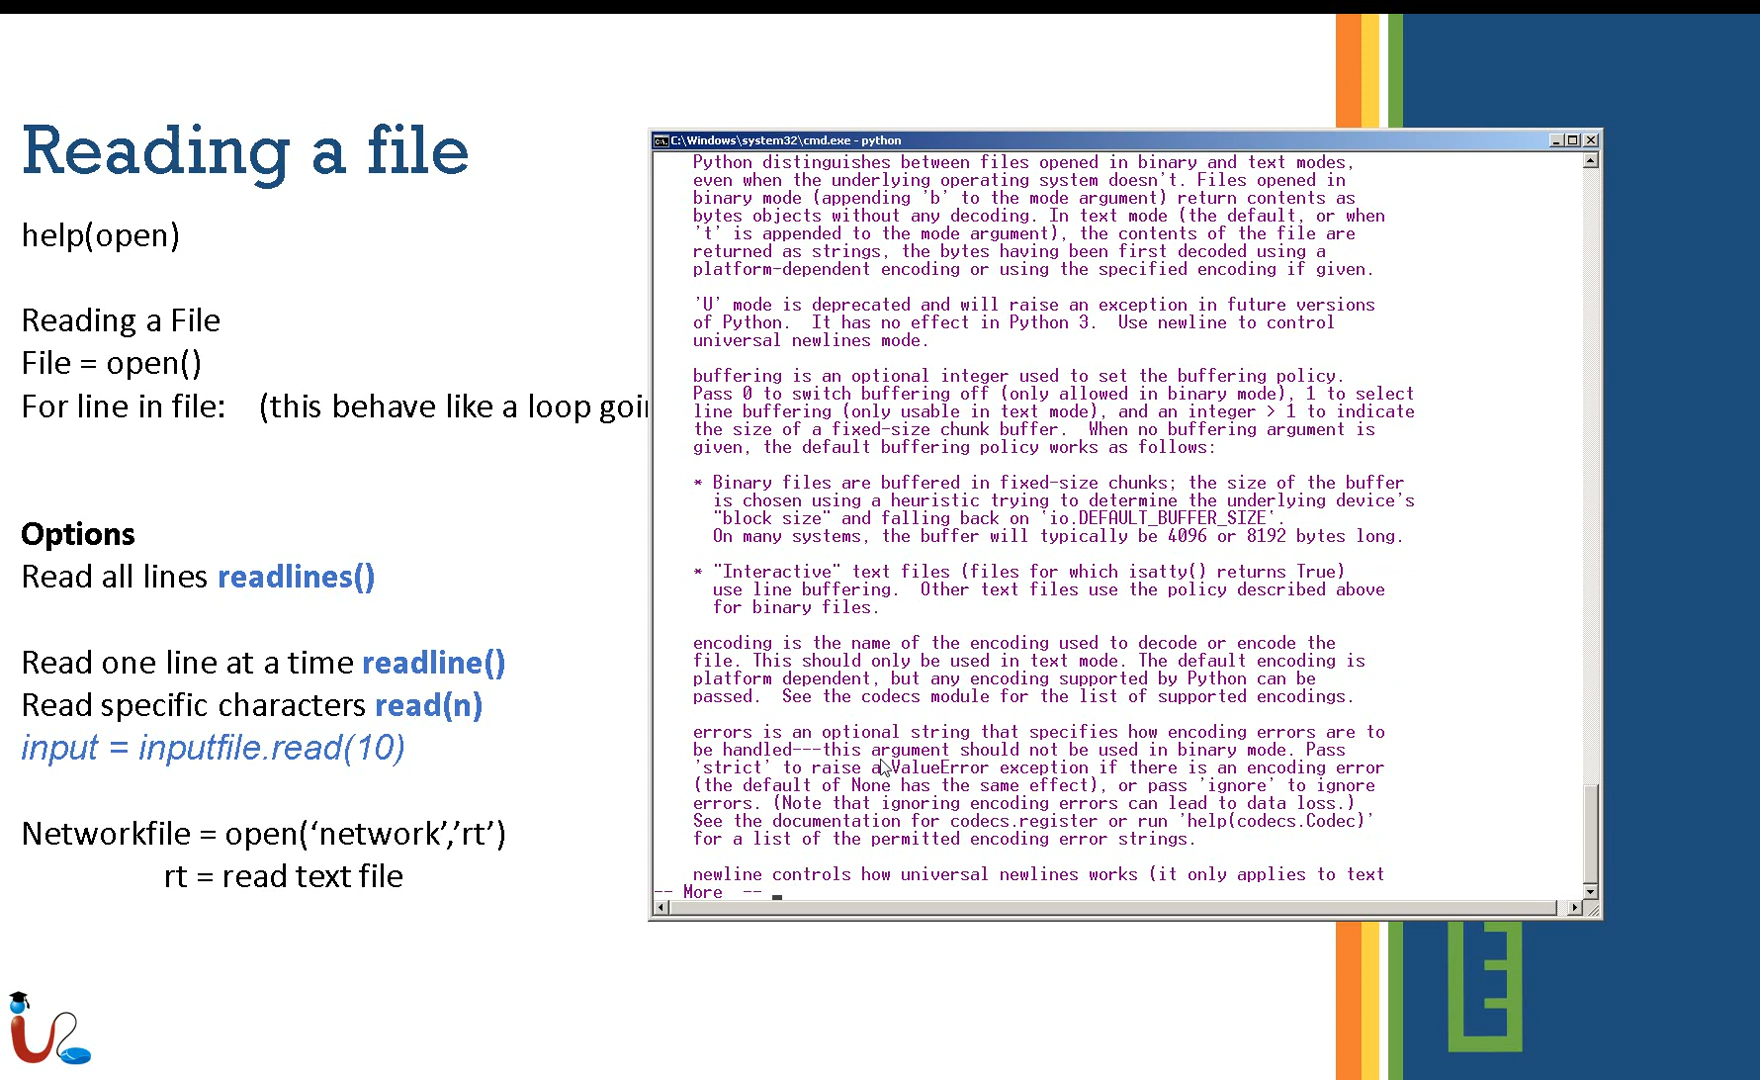 Reading a file
help(open)
Reading a File
File = open()
For line in file: (this behave like a loop goi
Options
Read all lines readlines()
Read one line at a time readline()
Read specific characters read(n)
input = inputfile.read(10)
Networkfile = open(‘network’,’rt’)
rt = read text file
C:\Windows\system32\cmd.exe - python
Python distinguishes between files opened in binary and text modes,
even when the underlying operating system doesn't. Files opened in
binary mode (appending 'b' to the mode argument) return contents as
bytes objects without any decoding. In text mode (the default, or when
't' is appended to the mode argument), the contents of the file are
returned as strings, the bytes having been first decoded using a
platform-dependent encoding or using the specified encoding if given.
'U' mode is deprecated and will raise an exception in future versions
of Python.  It has no effect in Python 3.  Use newline to control
universal newlines mode.
buffering is an optional integer used to set the buffering policy.
Pass 0 to switch buffering off (only allowed in binary mode), 1 to select
line buffering (only usable in text mode), and an integer > 1 to indicate
the size of a fixed-size chunk buffer.  When no buffering argument is
given, the default buffering policy works as follows:
* Binary files are buffered in fixed-size chunks; the size of the buffer
is chosen using a heuristic trying to determine the underlying device's
"block size" and falling back on `io.DEFAULT_BUFFER_SIZE`.
On many systems, the buffer will typically be 4096 or 8192 bytes long.
* "Interactive" text files (files for which isatty() returns True)
use line buffering.  Other text files use the policy described above
for binary files.
encoding is the name of the encoding used to decode or encode the
file. This should only be used in text mode. The default encoding is
platform dependent, but any encoding supported by Python can be
passed.  See the codecs module for the list of supported encodings.
errors is an optional string that specifies how encoding errors are to
be handled---this argument should not be used in binary mode. Pass
'strict' to raise a ValueError exception if there is an encoding error
(the default of None has the same effect), or pass 'ignore' to ignore
errors. (Note that ignoring encoding errors can lead to data loss.)
See the documentation for codecs.register or run 'help(codecs.Codec)'
for a list of the permitted encoding error strings.
newline controls how universal newlines works (it only applies to text
-- More  --